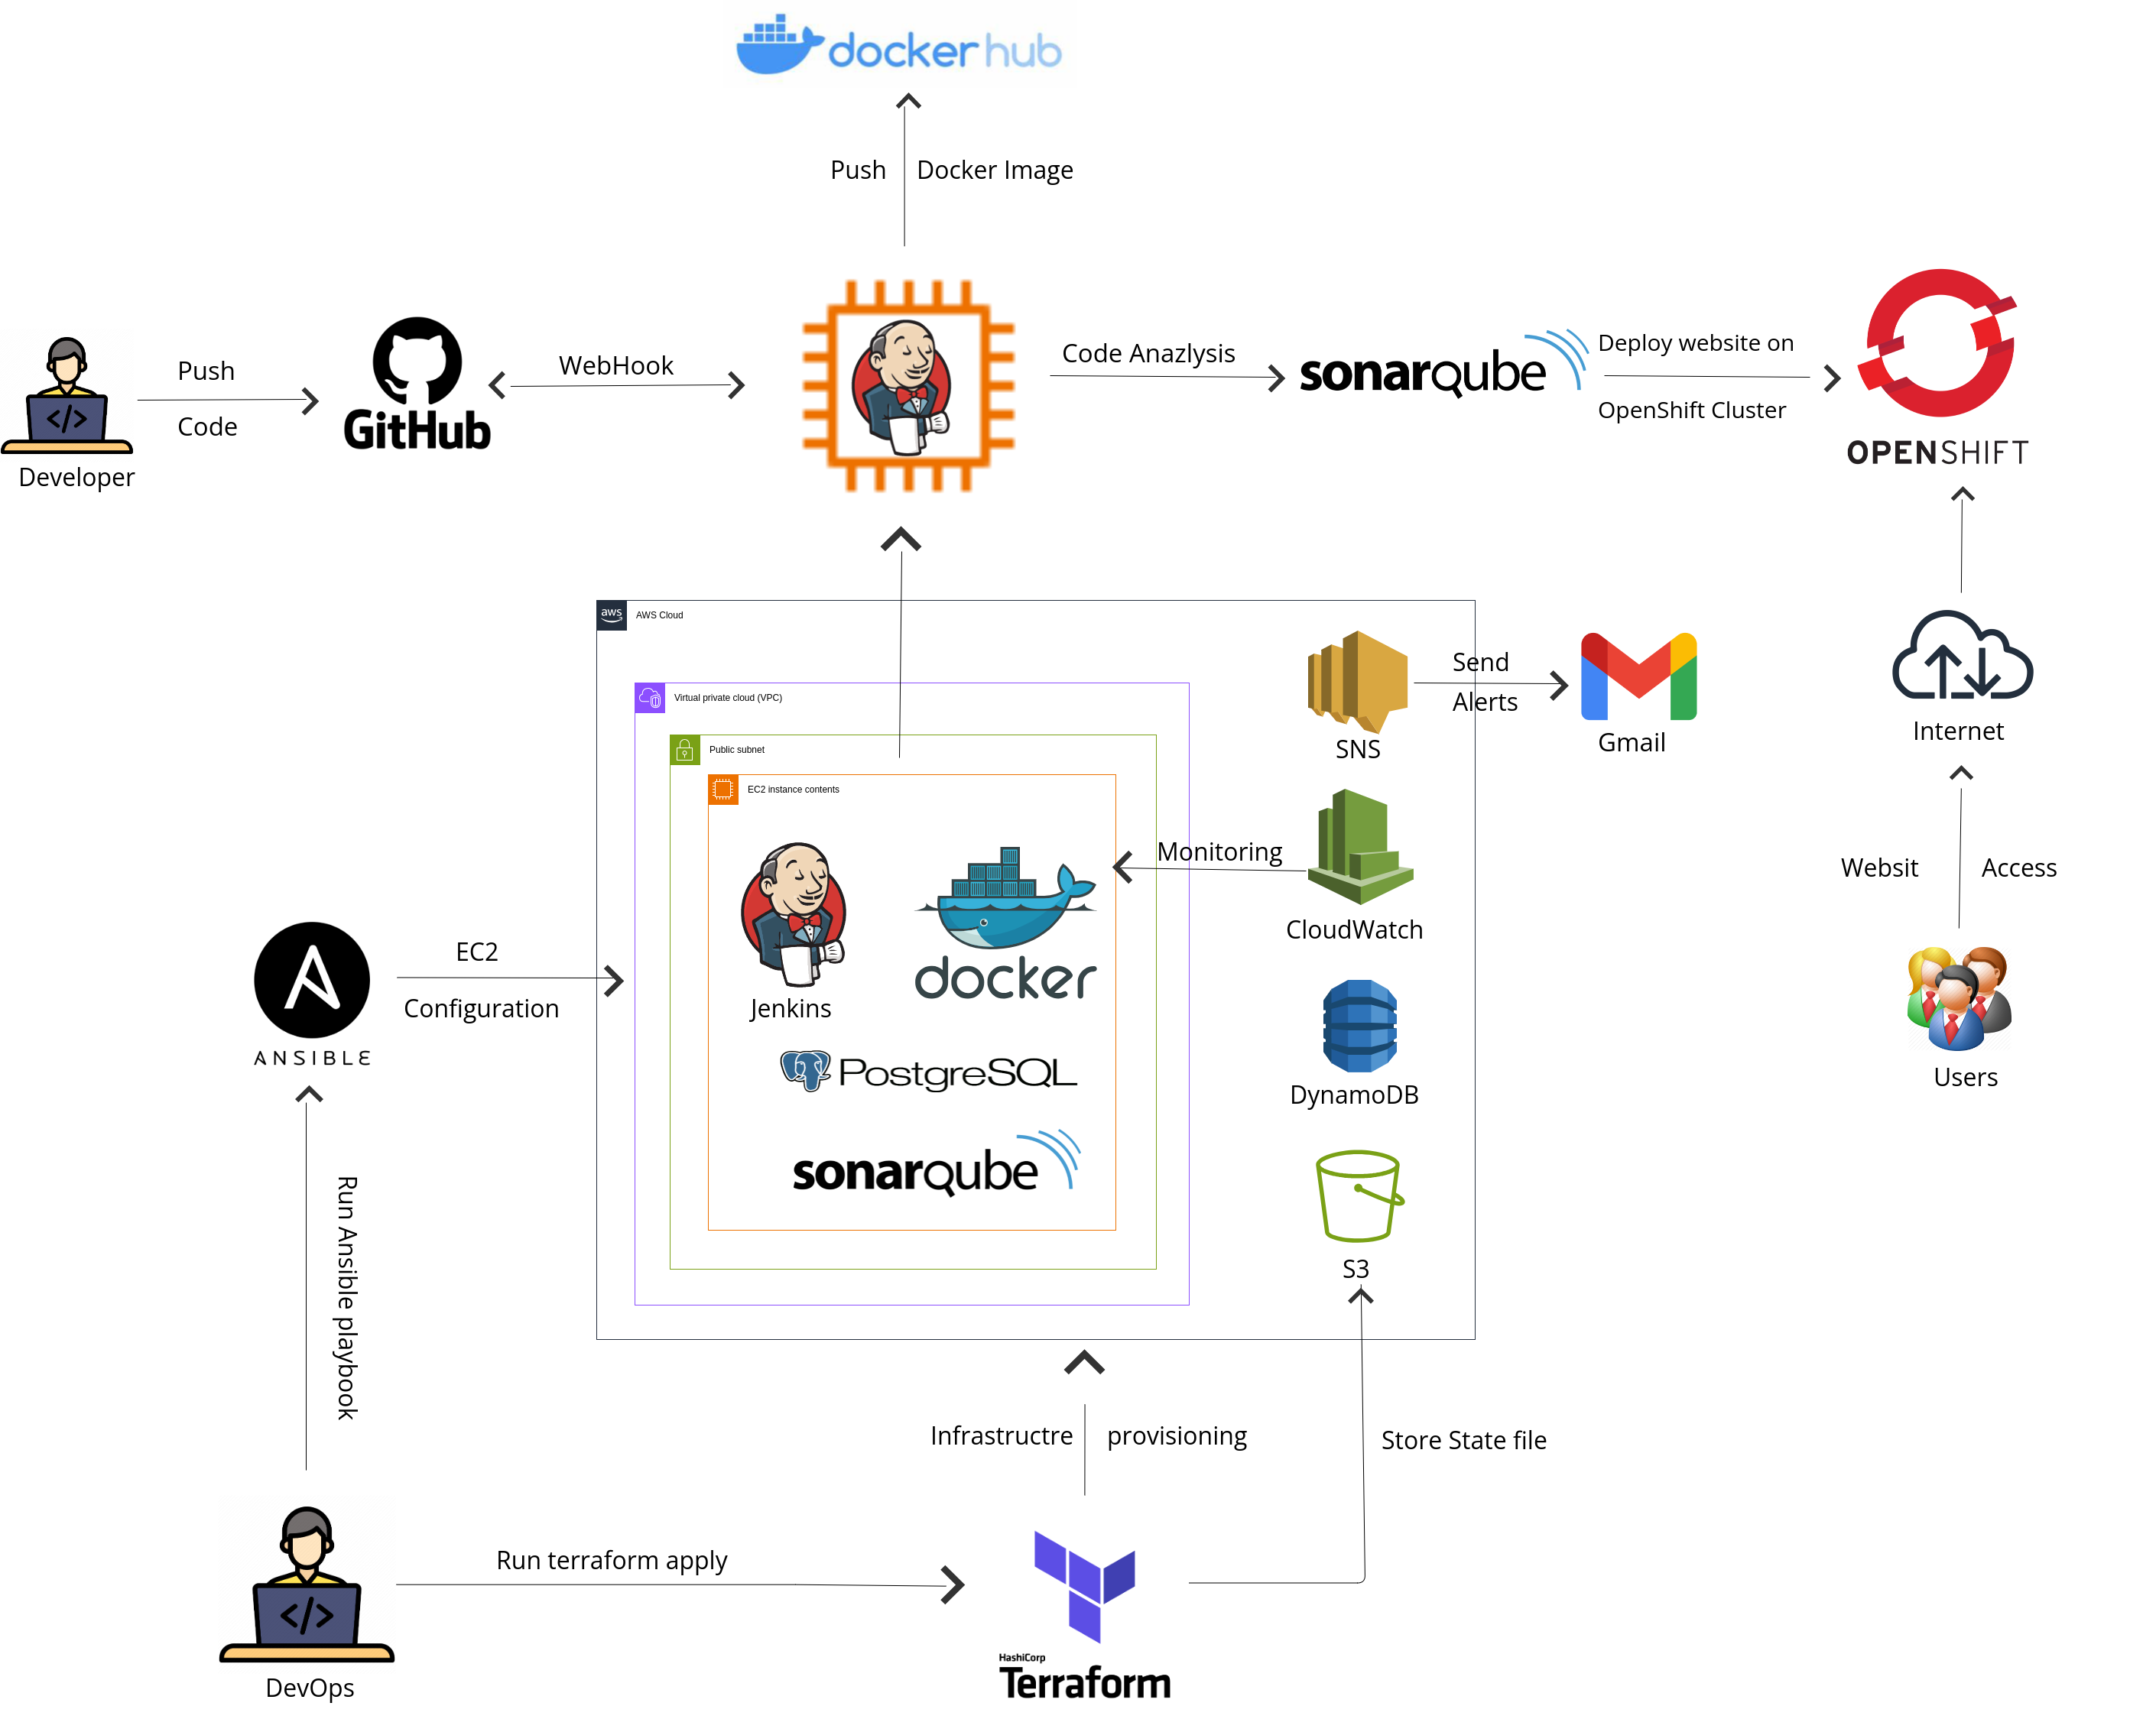 docker hub
Push Docker Image
Push
Code
Developer
GitHub
WebHook
Code Anazlysis
sonarqube
Deploy website on
OpenShift Cluster
OPENSHIFT
aws
AWS Cloud
Virtual private cloud (VPC)
Public subnet
EC2 instance contents
Jenkins
docker
PostgreSQL
sonarqube
Monitoring
SNS
Send
Alerts
Gmail
CloudWatch
DynamoDB
S3
Internet
Websit Access
Users
EC2
Configuration
ANSIBLE
Run Ansible playbook
Infrastructre provisioning
Store State file
Run terraform apply
DevOps
HashiCorp
Terraform